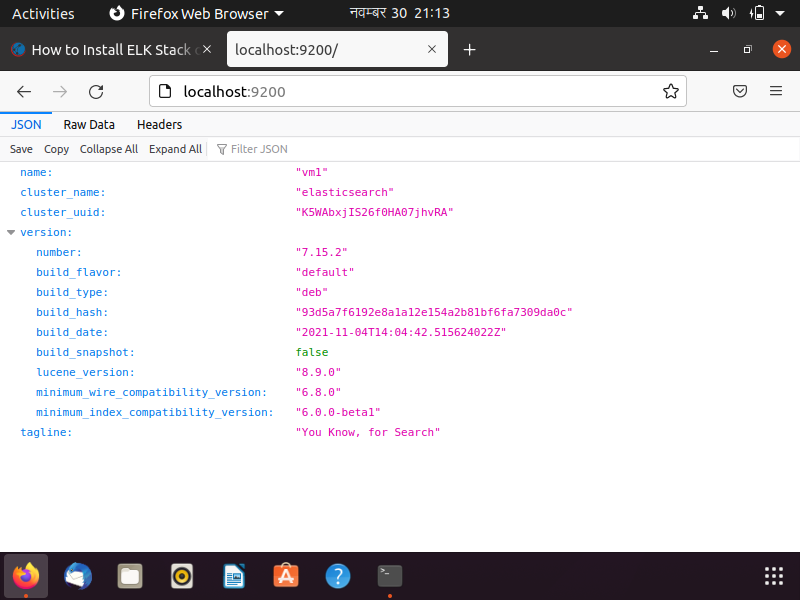 Activities Firefox Web Browser नवम्बर 30 21:13
How to Install ELK Stack localhost:9200/
localhost:9200
JSON Raw Data Headers
Save Copy Collapse All Expand All Filter JSON
name: "vm1"
cluster_name: "elasticsearch"
cluster_uuid: "K5WAbxjIS26f0HA07jhvRA"
version:
number: "7.15.2"
build_flavor: "default"
build_type: "deb"
build_hash: "93d5a7f6192e8a1a12e154a2b81bf6fa7309da0c"
build_date: "2021-11-04T14:04:42.515624022Z"
build_snapshot: false
lucene_version: "8.9.0"
minimum_wire_compatibility_version: "6.8.0"
minimum_index_compatibility_version: "6.0.0-beta1"
tagline: "You Know, for Search"